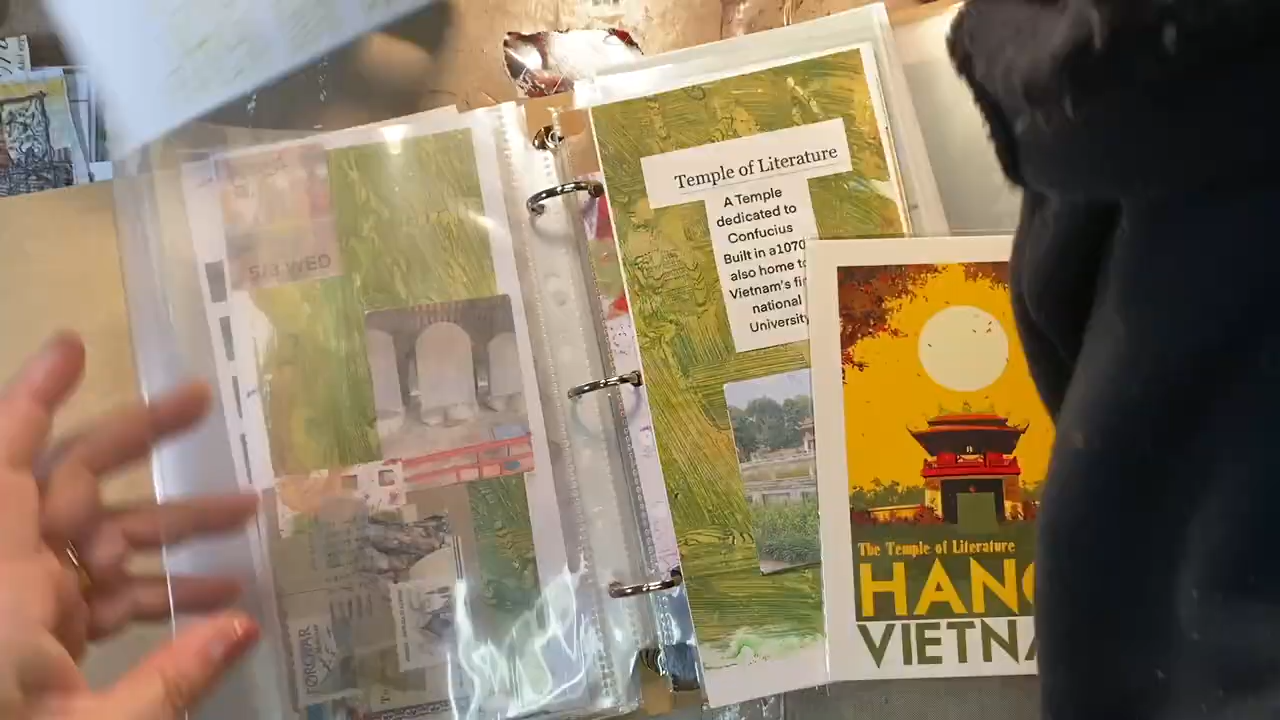 5/3 WED
FØROYAR
Temple of Literature
A Temple
dedicated to
Confucius
Built in a1070
also home to
Vietnam's
national
University
The Temple of Literature
HANO
VIETNA